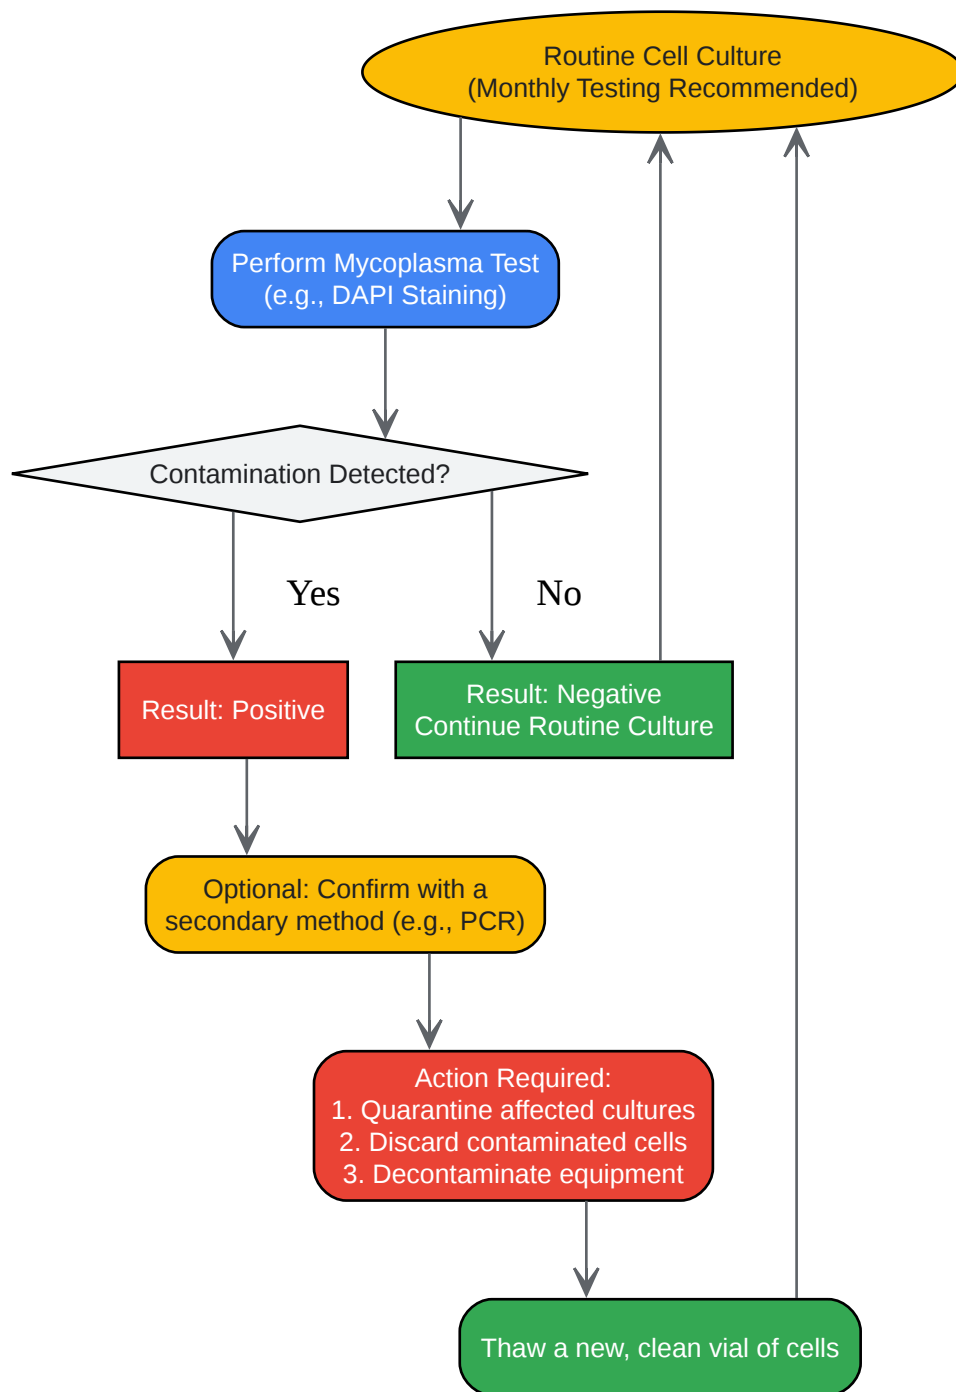 Routine Cell Culture
(Monthly Testing Recommended)
Perform Mycoplasma Test
(e.g., DAPI Staining)
Contamination Detected?
Yes
No
Result: Positive
Result: Negative
Continue Routine Culture
Optional: Confirm with a
secondary method (e.g., PCR)
Action Required:
1. Quarantine affected cultures
2. Discard contaminated cells
3. Decontaminate equipment
Thaw a new, clean vial of cells